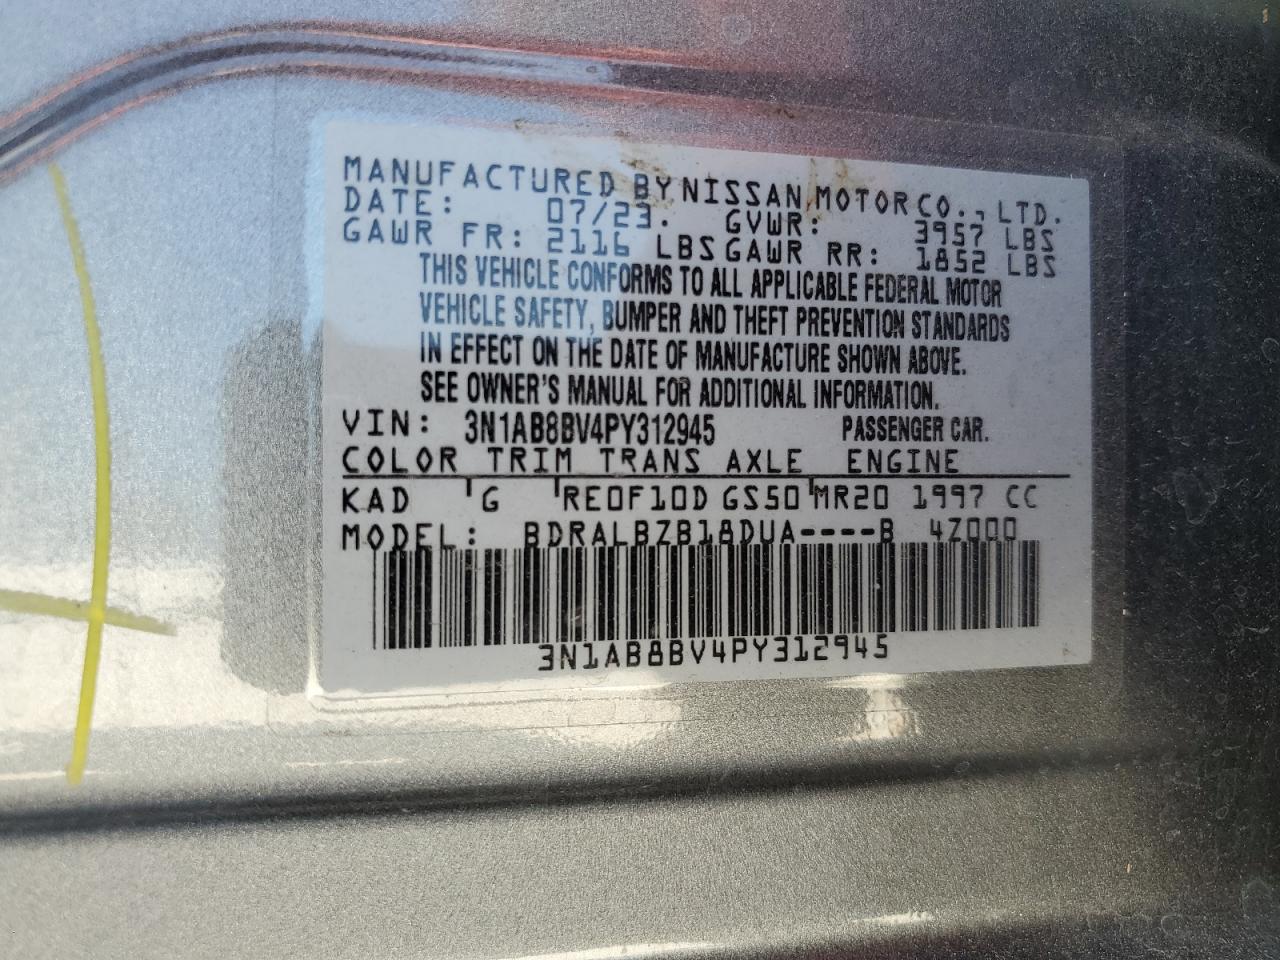 MANUFACTURED BY NISSAN MOTOR CO., LTD.
DATE: 07/23. GVWR: 3957 LBS
GAWR FR: 2116 LBS GAWR RR: 1852 LBS
THIS VEHICLE CONFORMS TO ALL APPLICABLE FEDERAL MOTOR
VEHICLE SAFETY, BUMPER AND THEFT PREVENTION STANDARDS
IN EFFECT ON THE DATE OF MANUFACTURE SHOWN ABOVE.
SEE OWNER'S MANUAL FOR ADDITIONAL INFORMATION.
VIN: 3N1AB8BV4PY312945 PASSENGER CAR.
COLOR TRIM TRANS AXLE ENGINE
KAD G RE0F10D GS50 MR20 1997 CC
MODEL: BDRALBZB18DUA----B 4Z000
3N1AB8BV4PY312945